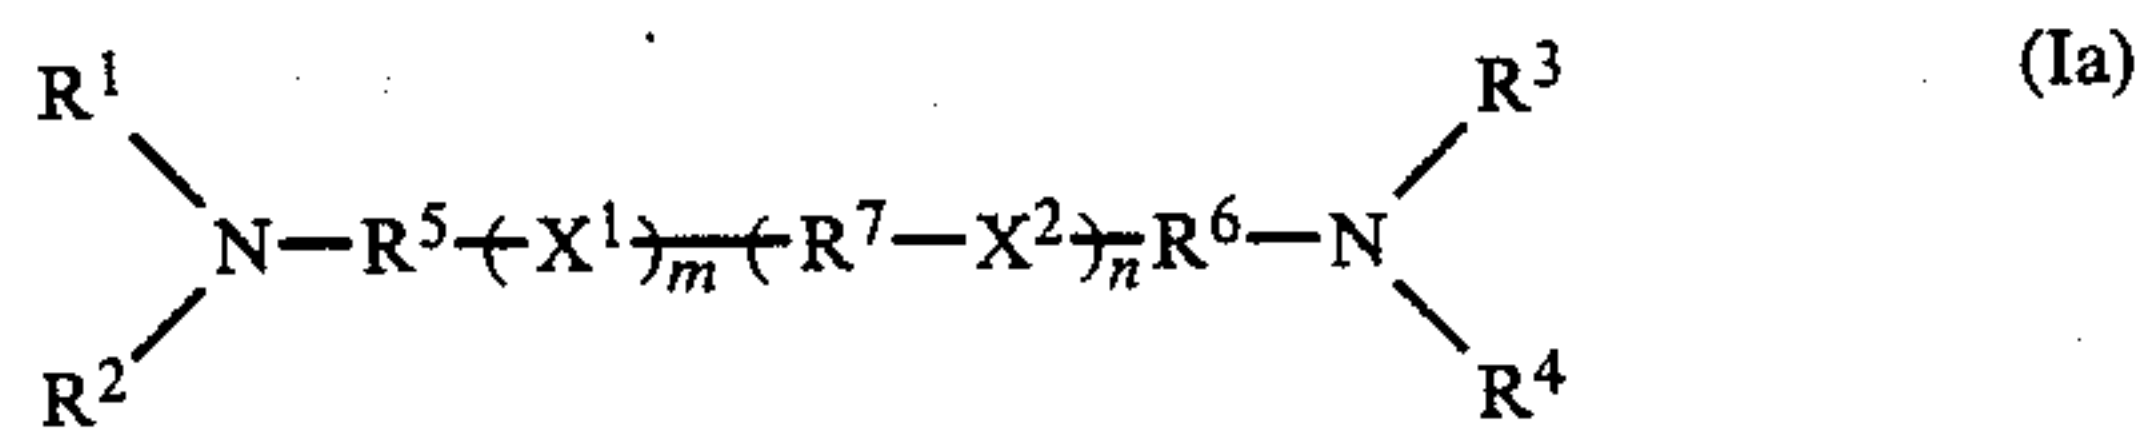 R¹ R³ (Ia)
N—R⁵—(X¹)ₘ—(R⁷—X²)ₙ—R⁶—N
R² R⁴